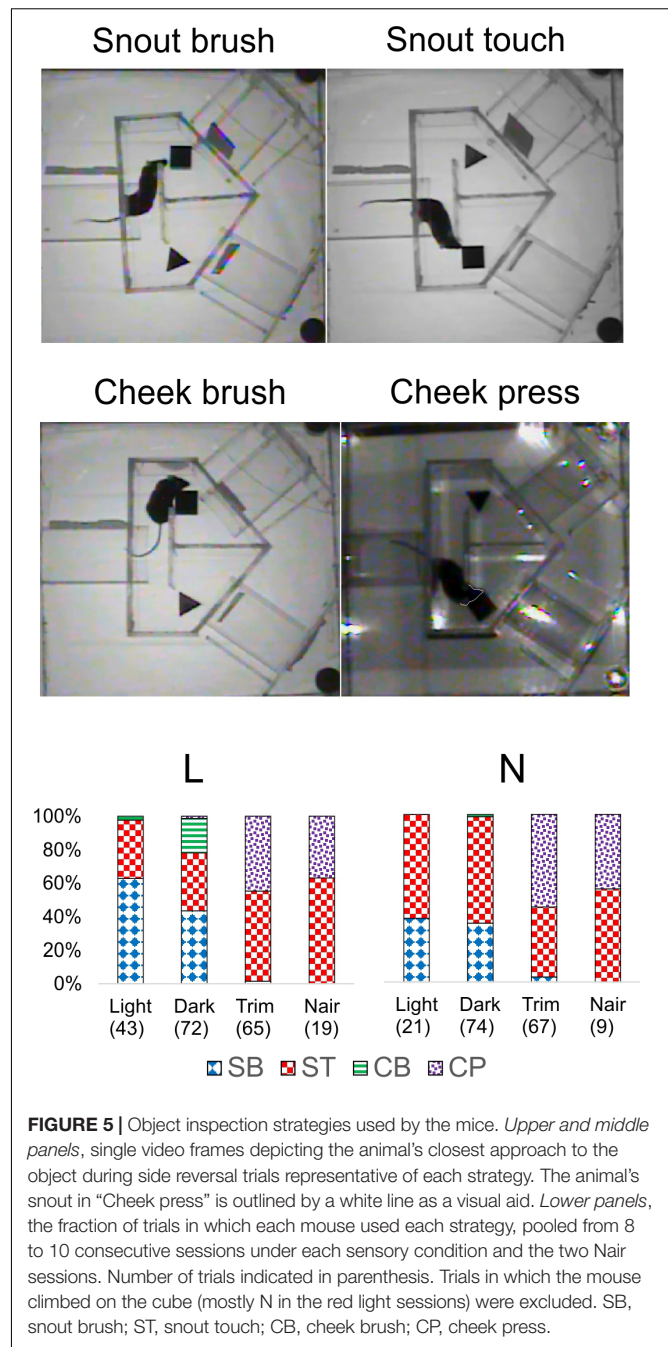 Snout brush Snout touch
Cheek brush Cheek press
L N
100%
80%
60%
40%
20%
0%
Light Dark Trim Nair Light Dark Trim Nair
(43) (72) (65) (19) (21) (74) (67) (9)
SB ST CB CP
FIGURE 5 | Object inspection strategies used by the mice. Upper and middle
panels, single video frames depicting the animal's closest approach to the
object during side reversal trials representative of each strategy. The animal's
snout in “Cheek press” is outlined by a white line as a visual aid. Lower panels,
the fraction of trials in which each mouse used each strategy, pooled from 8
to 10 consecutive sessions under each sensory condition and the two Nair
sessions. Number of trials indicated in parenthesis. Trials in which the mouse
climbed on the cube (mostly N in the red light sessions) were excluded. SB,
snout brush; ST, snout touch; CB, cheek brush; CP, cheek press.